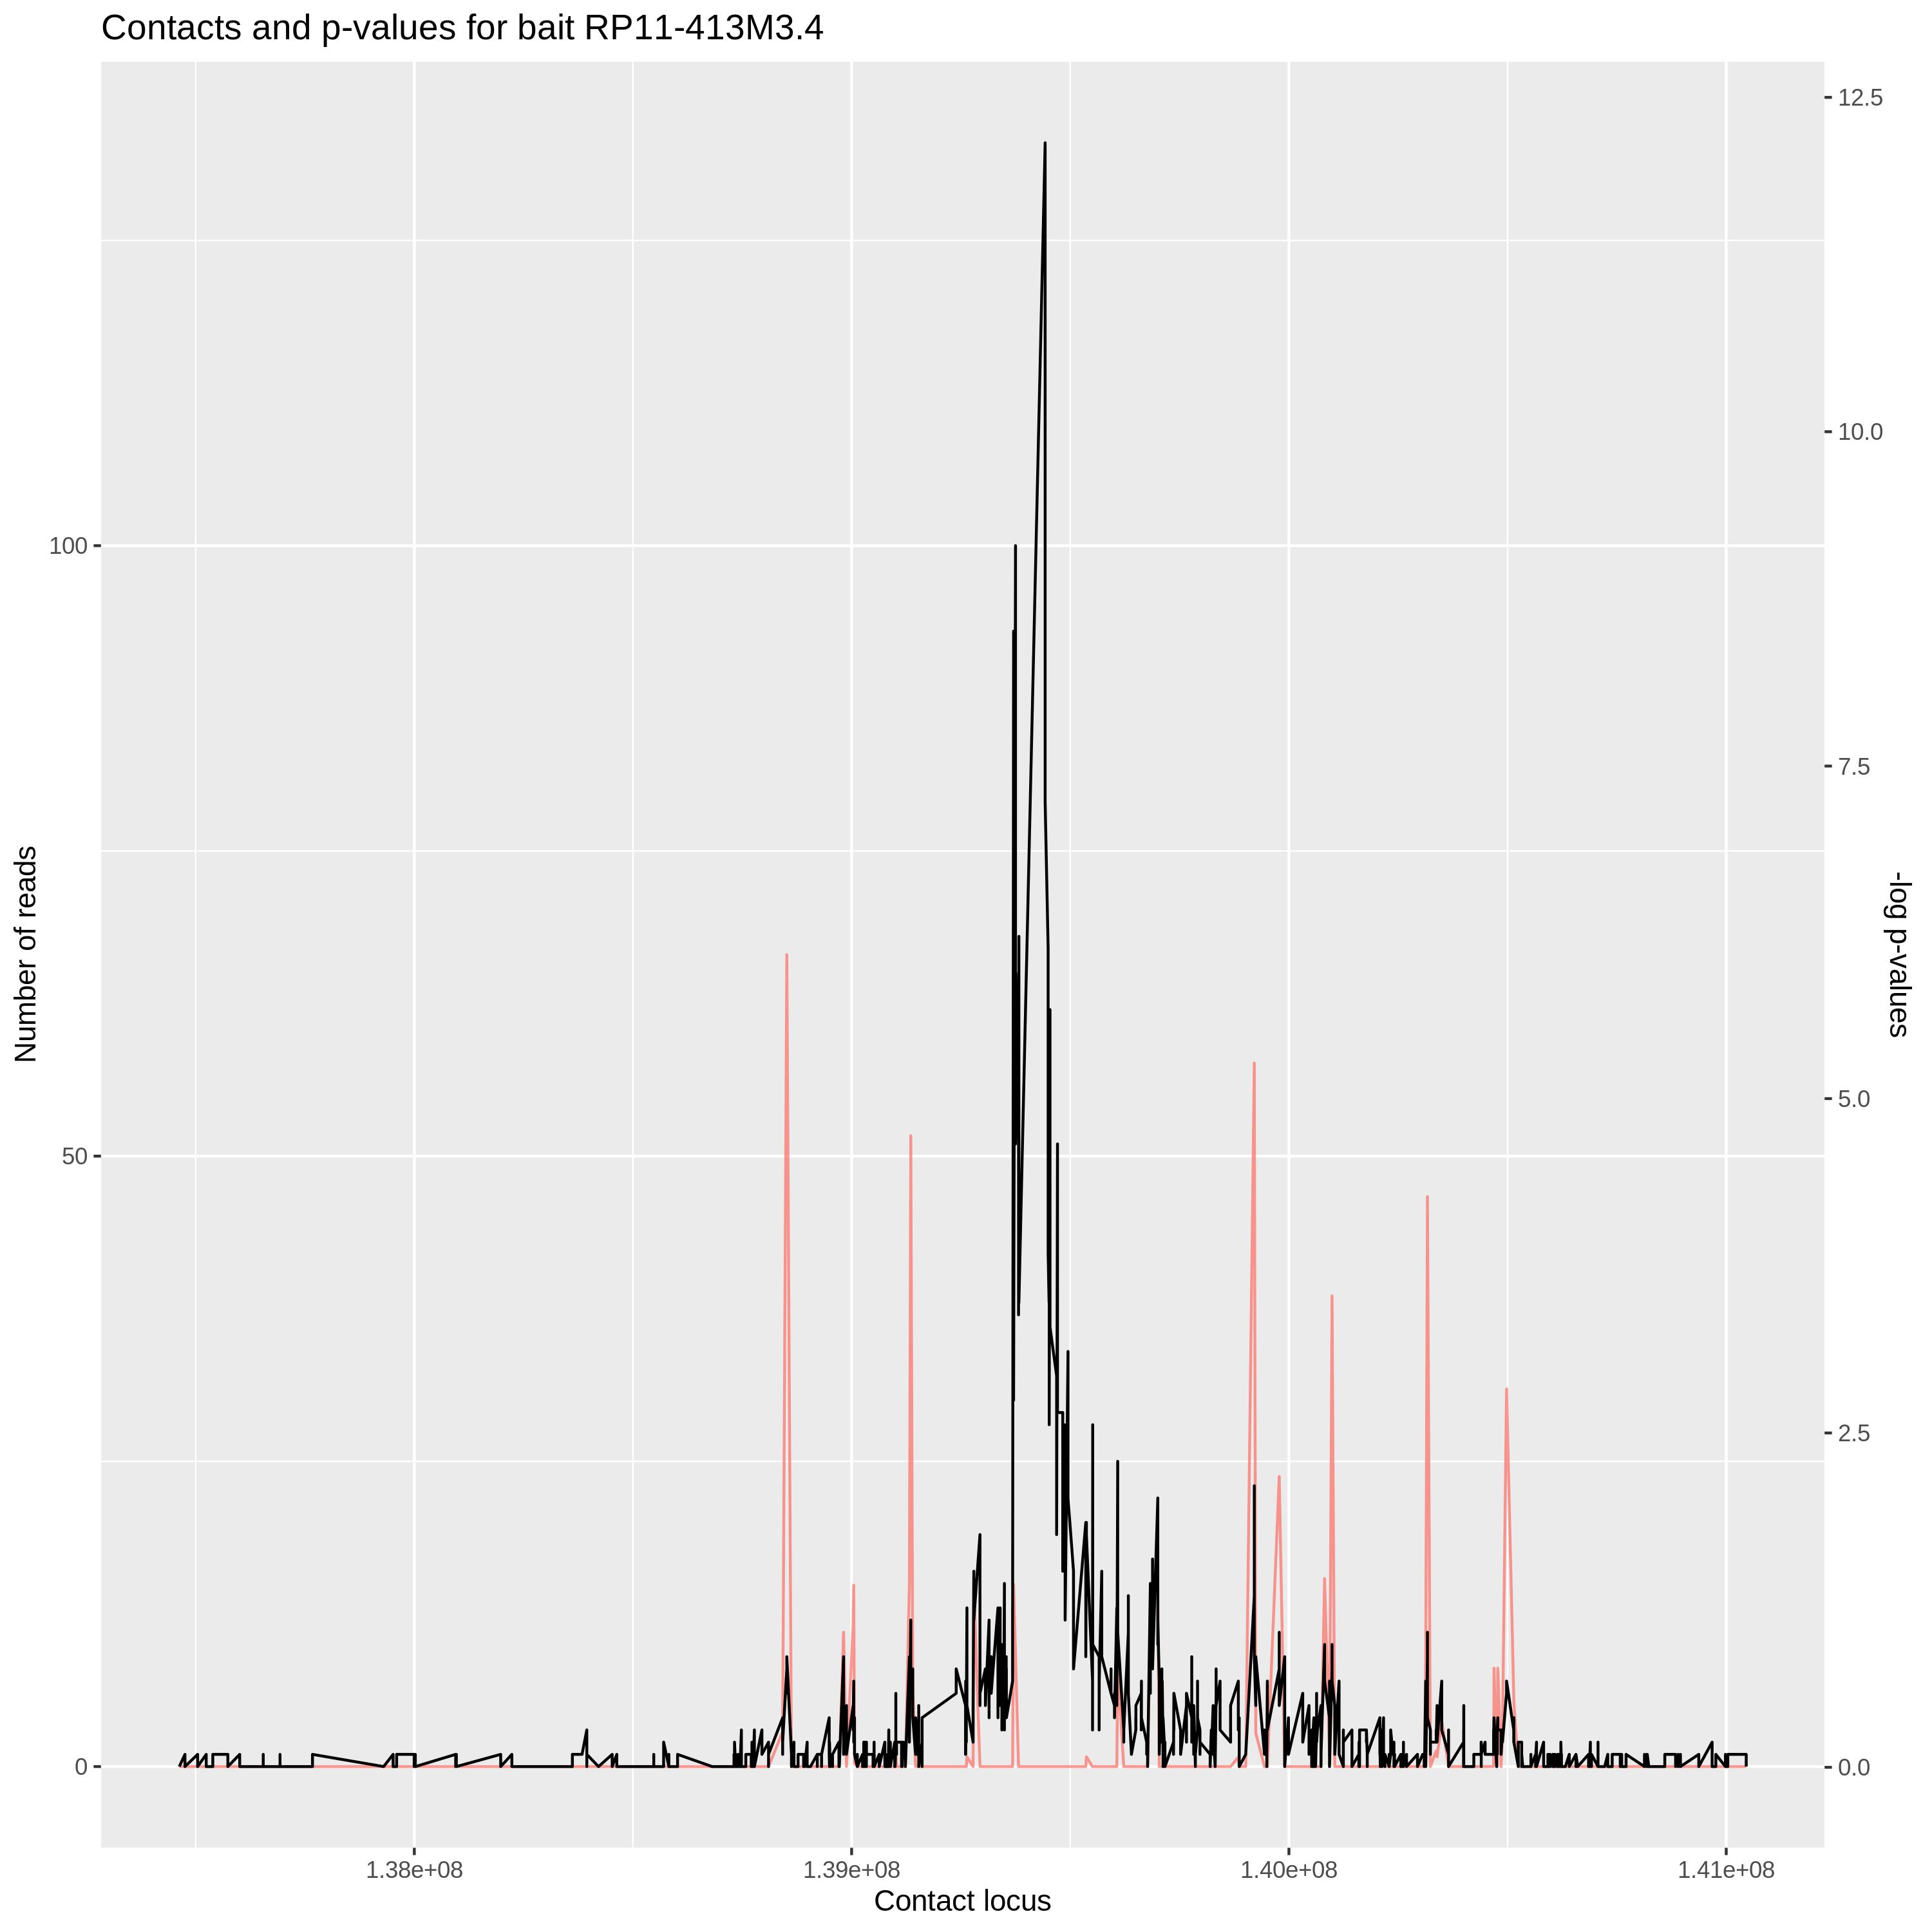 Contacts and p-values for bait RP11-413M3.4
Number of reads
100
50
0
12.5
10.0
7.5
5.0
2.5
0.0
-log p-values
1.38e+08
1.39e+08
1.40e+08
1.41e+08
Contact locus